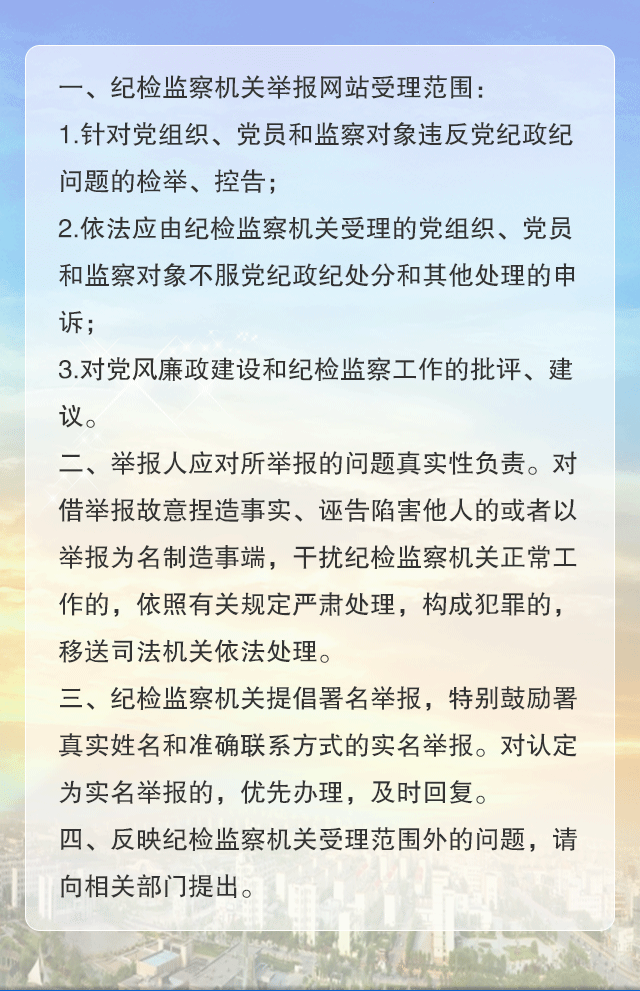 一、纪检监察机关举报网站受理范围：
1.针对党组织、党员和监察对象违反党纪政纪
问题的检举、控告；
2.依法应由纪检监察机关受理的党组织、党员
和监察对象不服党纪政纪处分和其他处理的申
诉；
3.对党风廉政建设和纪检监察工作的批评、建
议。
二、举报人应对所举报的问题真实性负责。对
借举报故意捏造事实、诬告陷害他人的或者以
举报为名制造事端，干扰纪检监察机关正常工
作的，依照有关规定严肃处理，构成犯罪的，
移送司法机关依法处理。
三、纪检监察机关提倡署名举报，特别鼓励署
真实姓名和准确联系方式的实名举报。对认定
为实名举报的，优先办理，及时回复。
四、反映纪检监察机关受理范围外的问题，请
向相关部门提出。